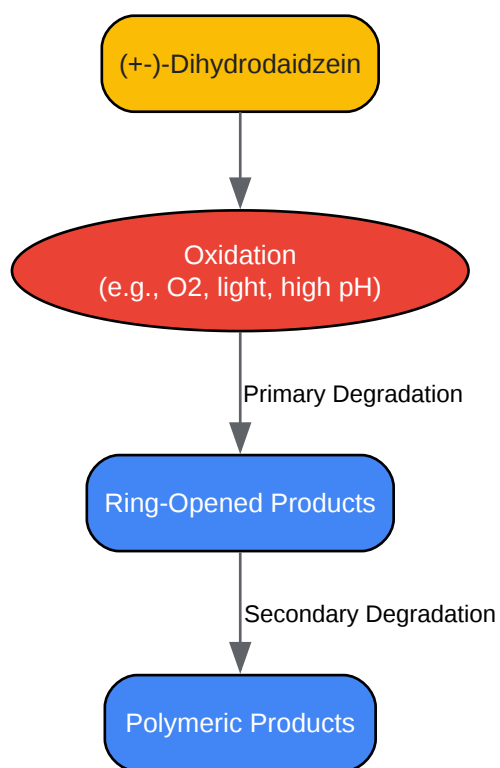 (+-)-Dihydrodaidzein
Oxidation
(e.g., O2, light, high pH)
Primary Degradation
Ring-Opened Products
Secondary Degradation
Polymeric Products